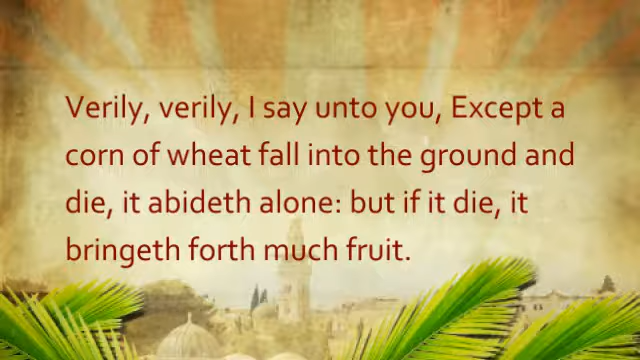 Verily, verily, I say unto you, Except a
corn of wheat fall into the ground and
die, it abideth alone: but if it die, it
bringeth forth much fruit.